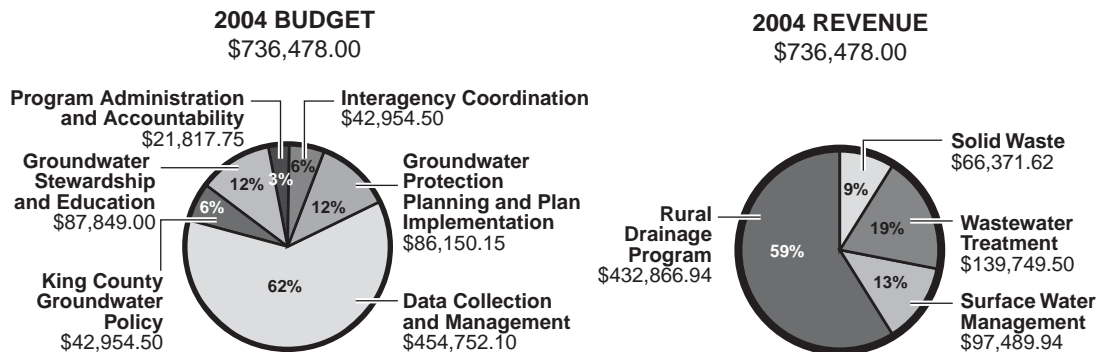 2004 BUDGET
$736,478.00
Program Administration
and Accountability
$21,817.75
Interagency Coordination
$42,954.50
Groundwater
Stewardship
and Education
$87,849.00
Groundwater
Protection
Planning and Plan
Implementation
$86,150.15
King County
Groundwater
Policy
$42,954.50
Data Collection
and Management
$454,752.10
3%
6%
12%
12%
6%
62%
2004 REVENUE
$736,478.00
Solid Waste
$66,371.62
Rural
Drainage
Program
$432,866.94
Wastewater
Treatment
$139,749.50
Surface Water
Management
$97,489.94
9%
19%
59%
13%